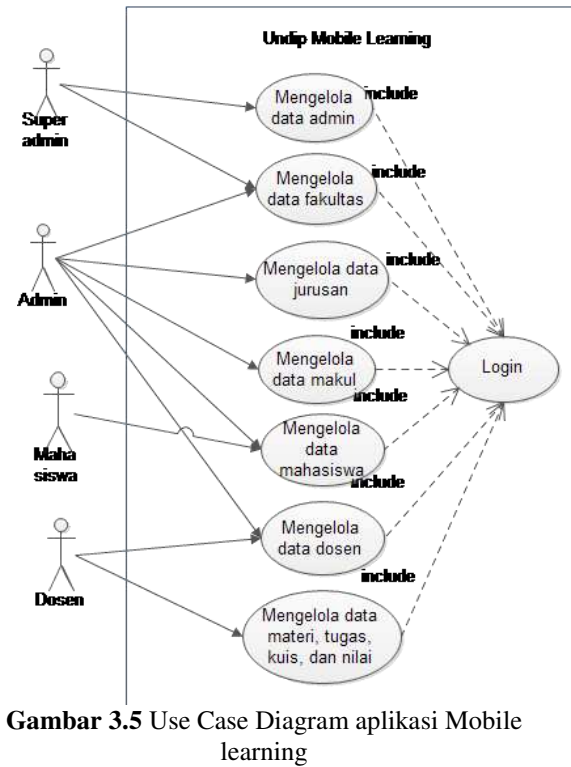 Undip Mobile Learning
Super
admin
Mengelola
data admin
include
Mengelola
data fakultas
include
Admin
Mengelola data
jurusan
include
Mengelola
data makul
include
Login
Maha
siswa
Mengelola
data
mahasiswa
include
Mengelola
data dosen
include
Dosen
Mengelola data
materi, tugas,
kuis, dan nilai
include
Gambar 3.5 Use Case Diagram aplikasi Mobile
learning